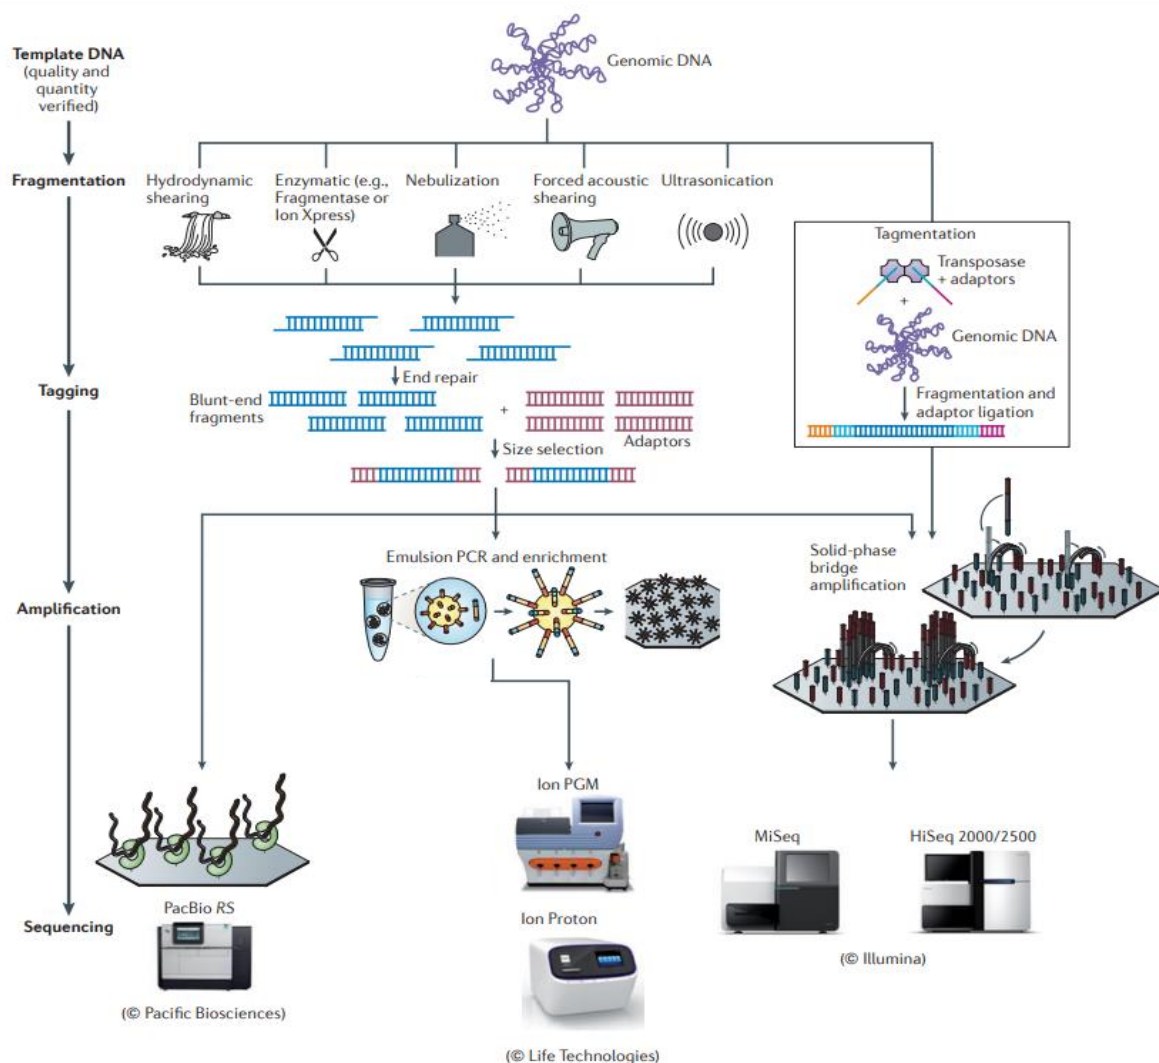 Template DNA
(quality and
quantity
verified)
Genomic DNA
Fragmentation
Hydrodynamic
shearing
Enzymatic (e.g.,
Fragmentase or
Ion Xpress)
Nebulization
Forced acoustic
shearing
Ultrasonication
Tagmentation
Transposase
+ adaptors
+
Genomic DNA
Fragmentation and
adaptor ligation
Tagging
End repair
Blunt-end
fragments
+
Adaptors
Size selection
Amplification
Emulsion PCR and enrichment
Solid-phase
bridge
amplification
Sequencing
PacBio RS
(© Pacific Biosciences)
Ion PGM
Ion Proton
(© Life Technologies)
MiSeq
HiSeq 2000/2500
(© Illumina)